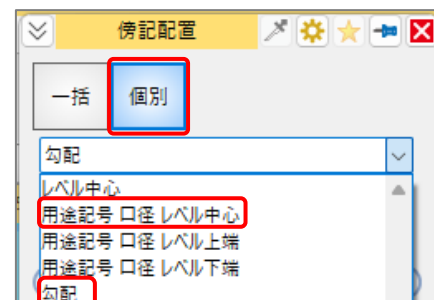 傍記配置
一括 個別
勾配
レベル中心
用途記号 口径 レベル中心
用途記号 口径 レベル上端
用途記号 口径 レベル下端
勾配